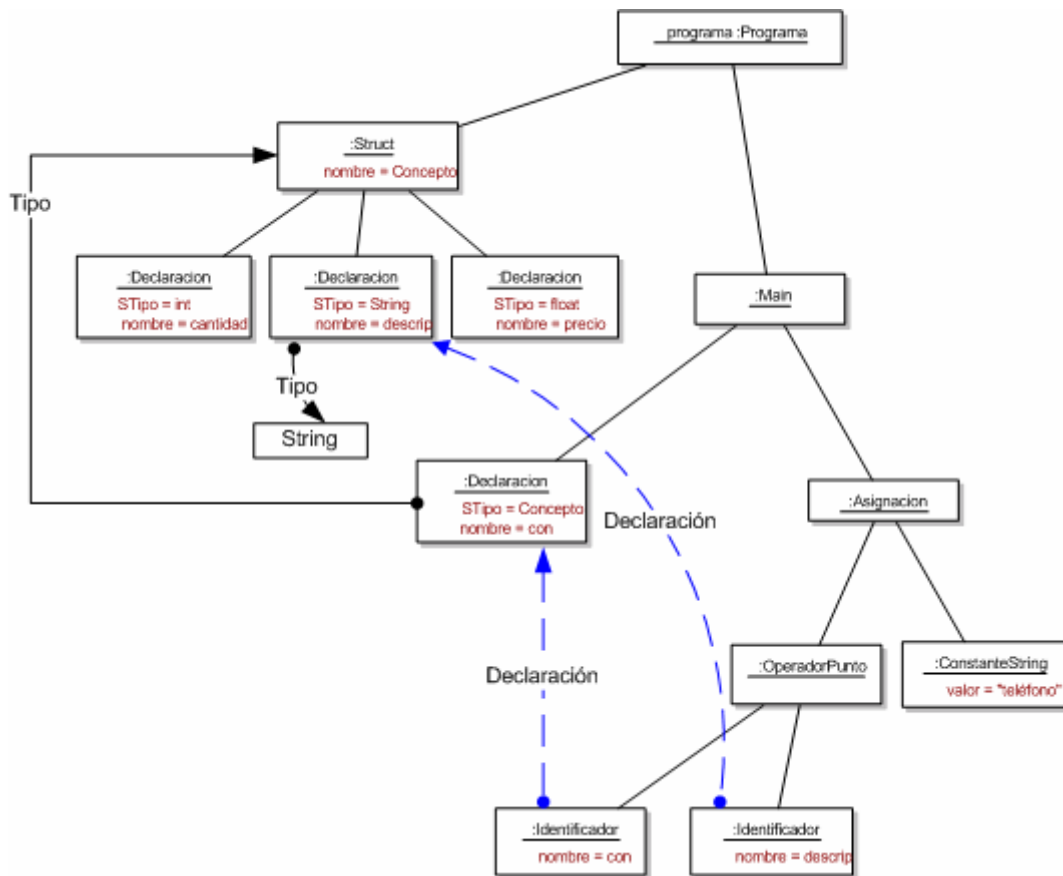 programa :Programa
:Struct
nombre = Concepto
Tipo
:Declaracion
STipo = int
nombre = cantidad
:Declaracion
STipo = String
nombre = descrip
:Declaracion
STipo = float
nombre = precio
:Main
Tipo
String
:Declaracion
STipo = Concepto
nombre = con
Declaración
:Asignacion
Declaración
:OperadorPunto
:ConstanteString
valor = "teléfono"
:Identificador
nombre = con
:Identificador
nombre = descrip